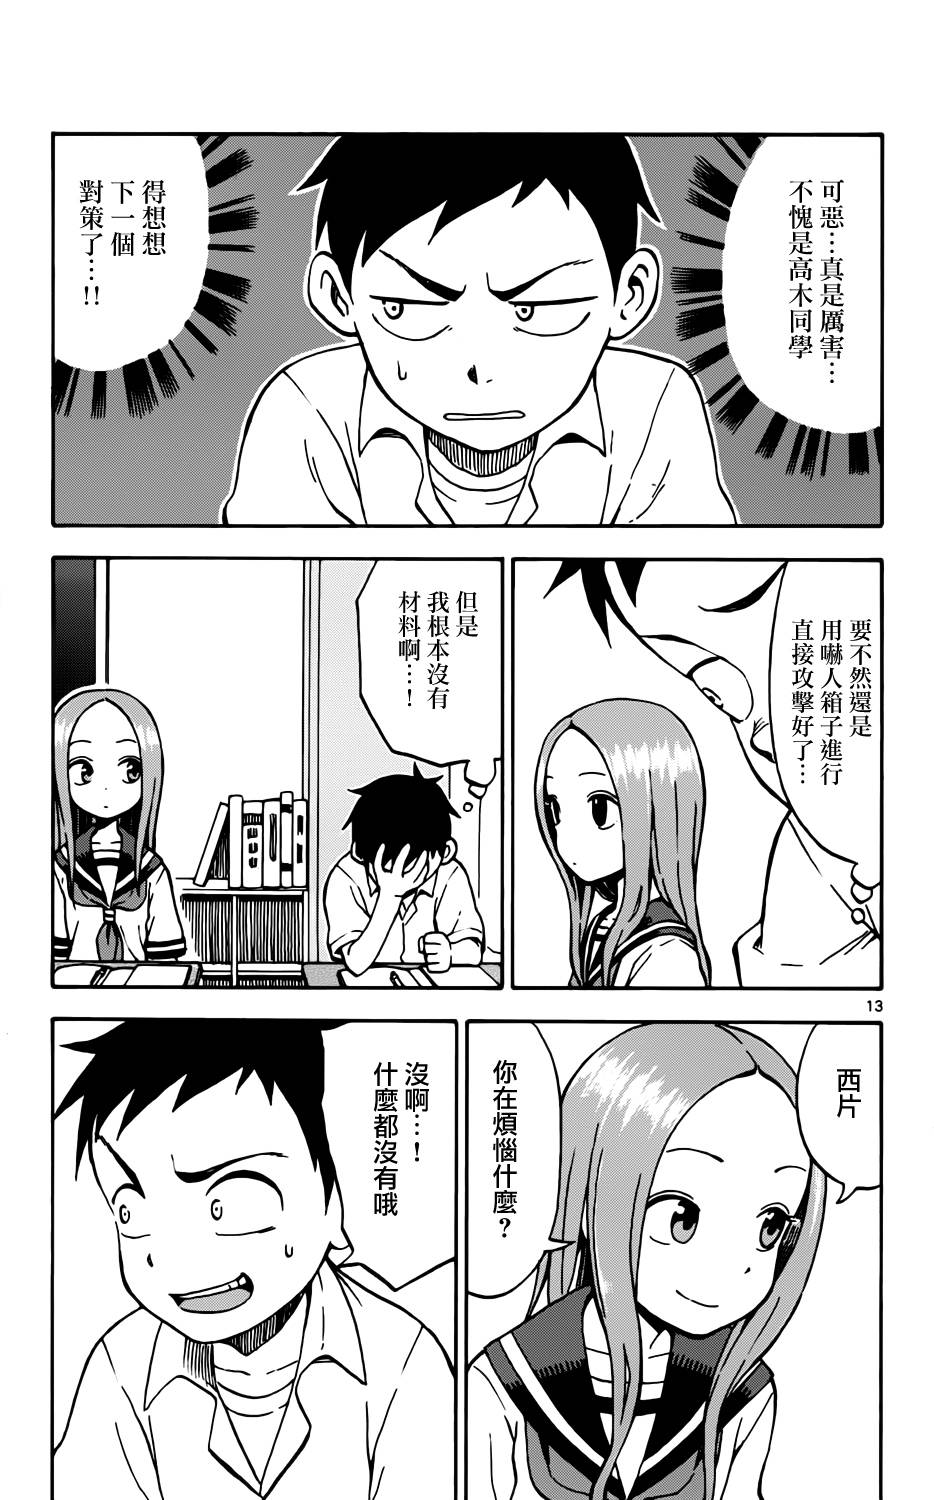 可惡…真是厲害…
不愧是高木同學
得想想
下一個
對策了…!!
要不然還是
用嚇人箱子進行
直接攻擊好了…
但是
我根本沒有
材料啊…!
13
西片
你在煩惱什麼?
沒啊…!
什麼都沒有哦